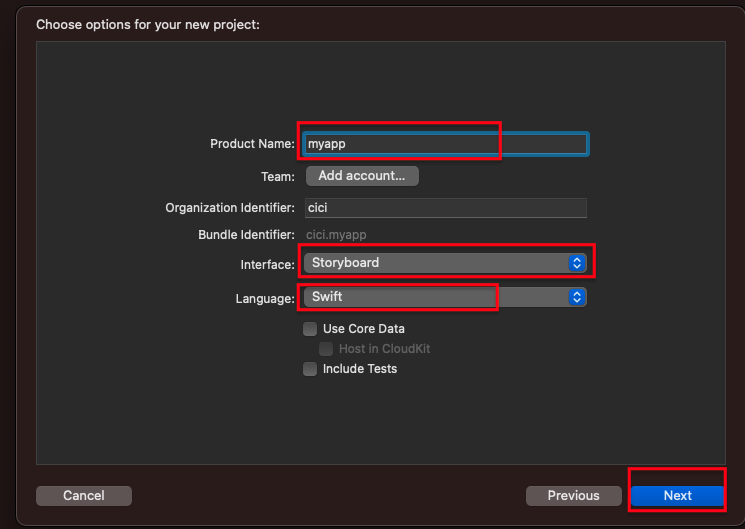 Choose options for your new project:
Product Name: myapp
Team: Add account...
Organization Identifier: cici
Bundle Identifier: cici.myapp
Interface: Storyboard
Language: Swift
Use Core Data
Host in CloudKit
Include Tests
Cancel Previous Next